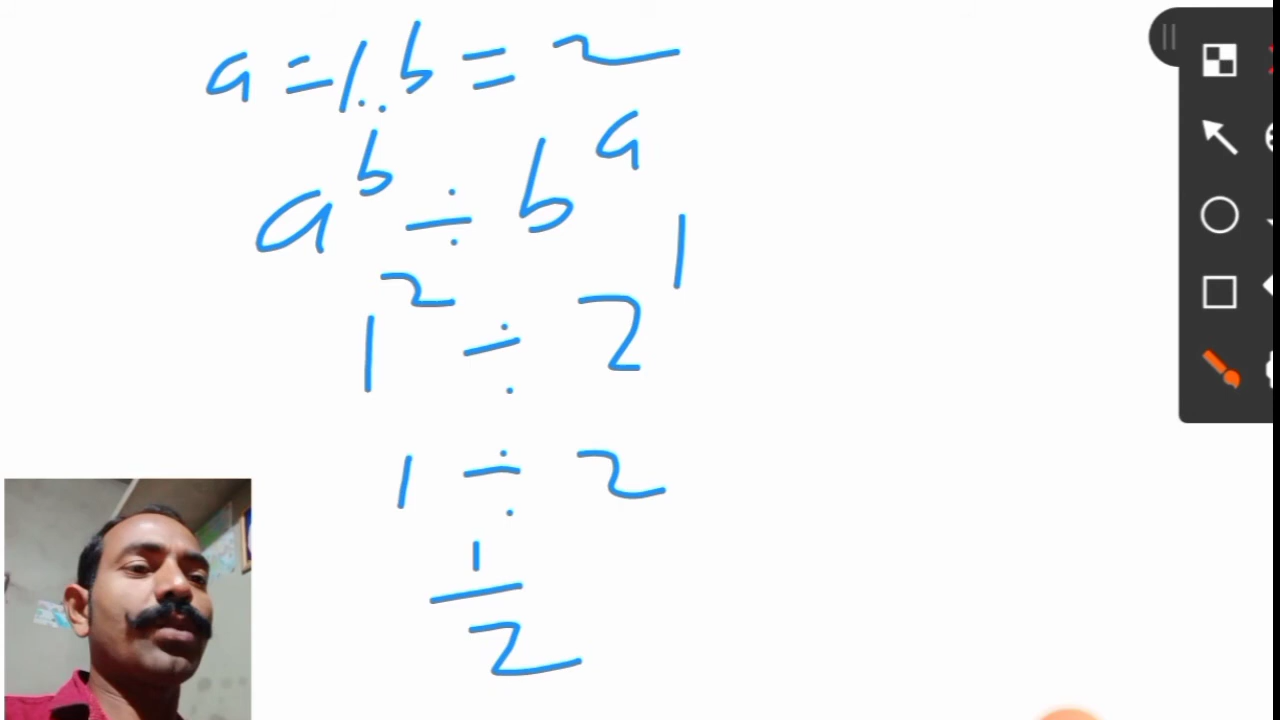 a=1..b=2
a^b ÷ b^a
1^2 ÷ 2^1
1 ÷ 2
1/2